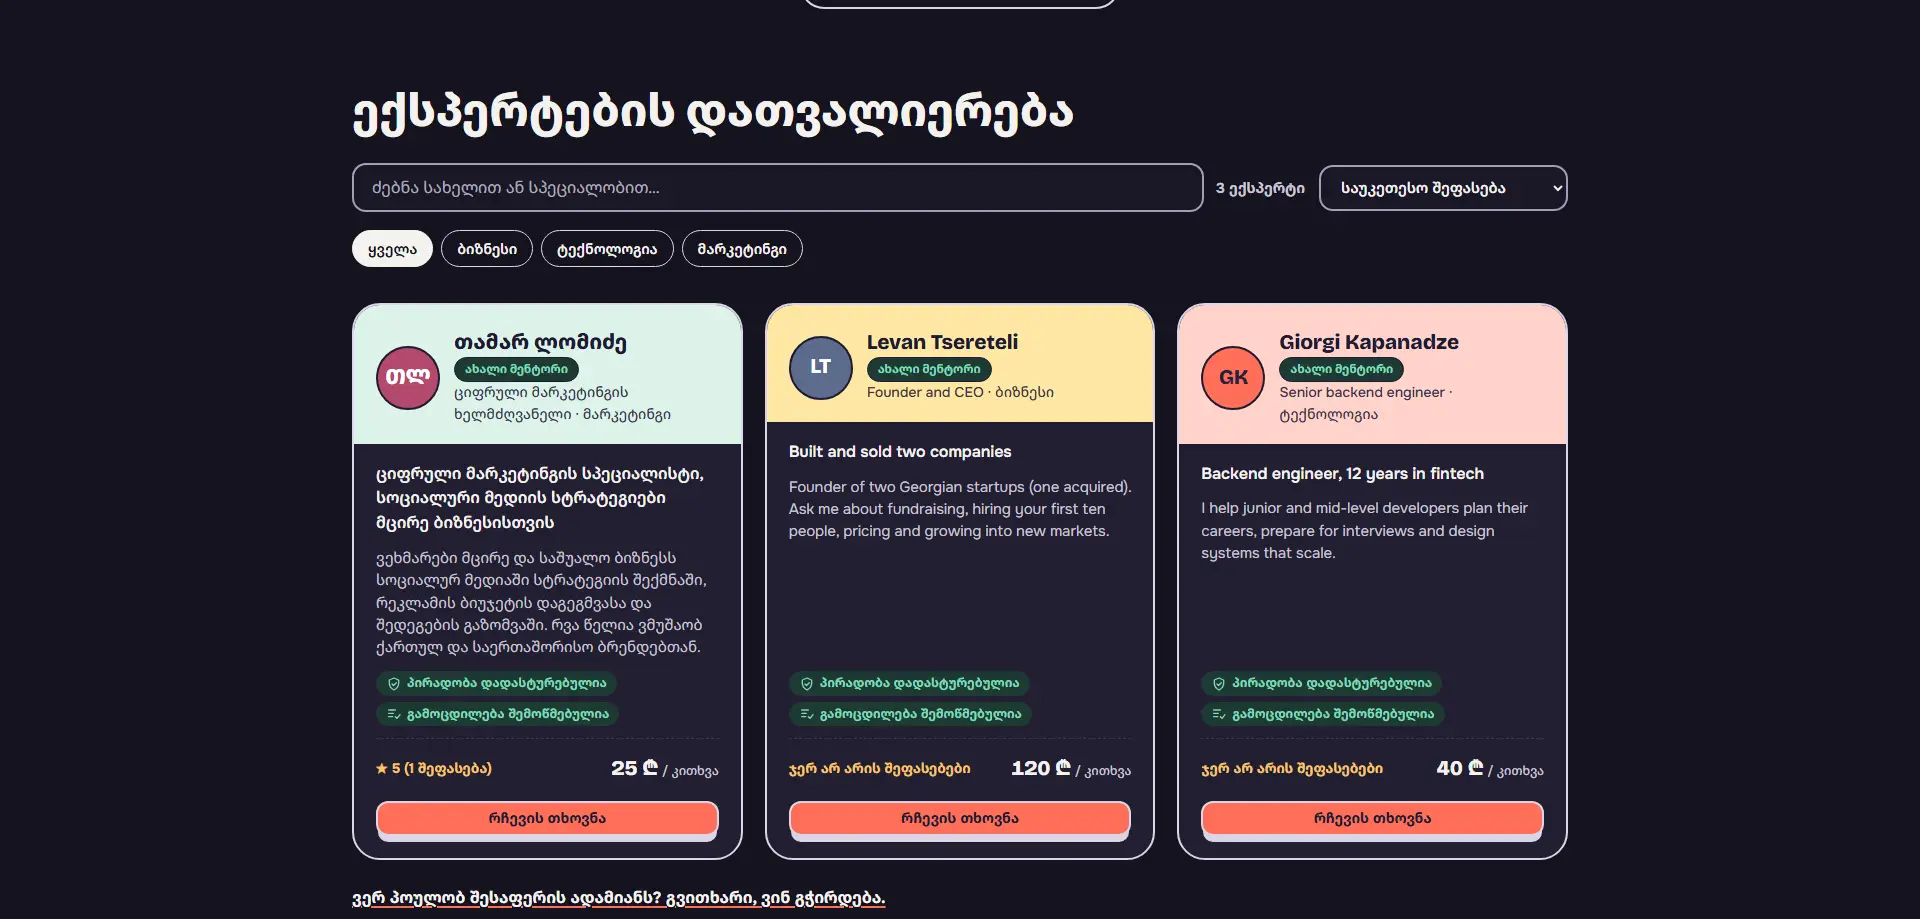 ექსპერტების დათვალიერება
ძებნა სახელით ან სპეციალობით...
3 ექსპერტი
საუკეთესო შეფასება
ყველა
ბიზნესი
ტექნოლოგია
მარკეტინგი
თლ
თამარ ლომიძე
ახალი მენტორი
ციფრული მარკეტინგის
ხელმძღვანელი · მარკეტინგი
ციფრული მარკეტინგის სპეციალისტი,
სოციალური მედიის სტრატეგიები
მცირე ბიზნესისთვის
ვეხმარები მცირე და საშუალო ბიზნესს
სოციალურ მედიაში სტრატეგიის შექმნაში,
რეკლამის ბიუჯეტის დაგეგმვასა და
შედეგების გაზომვაში. რვა წელია ვმუშაობ
ქართულ და საერთაშორისო ბრენდებთან.
პირადობა დადასტურებულია
გამოცდილება შემოწმებულია
★ 5 (1 შეფასება)
25 ₾ / კითხვა
რჩევის თხოვნა
LT
Levan Tsereteli
ახალი მენტორი
Founder and CEO · ბიზნესი
Built and sold two companies
Founder of two Georgian startups (one acquired).
Ask me about fundraising, hiring your first ten
people, pricing and growing into new markets.
პირადობა დადასტურებულია
გამოცდილება შემოწმებულია
ჯერ არ არის შეფასებები
120 ₾ / კითხვა
რჩევის თხოვნა
GK
Giorgi Kapanadze
ახალი მენტორი
Senior backend engineer ·
ტექნოლოგია
Backend engineer, 12 years in fintech
I help junior and mid-level developers plan their
careers, prepare for interviews and design
systems that scale.
პირადობა დადასტურებულია
გამოცდილება შემოწმებულია
ჯერ არ არის შეფასებები
40 ₾ / კითხვა
რჩევის თხოვნა
ვერ პოულობ შესაფერის ადამიანს? გვითხარი, ვინ გჭირდება.